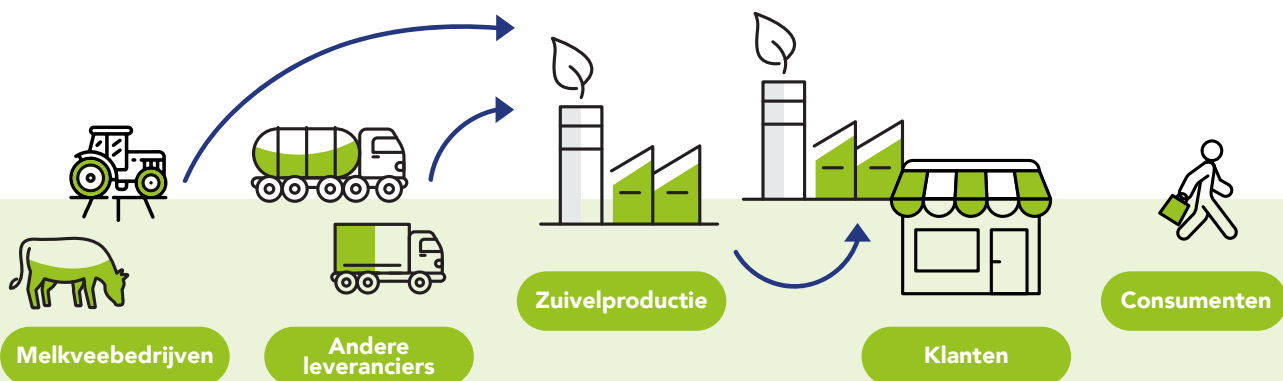 Melkveebedrijven
Andere
leveranciers
Zuivelproductie
Klanten
Consumenten